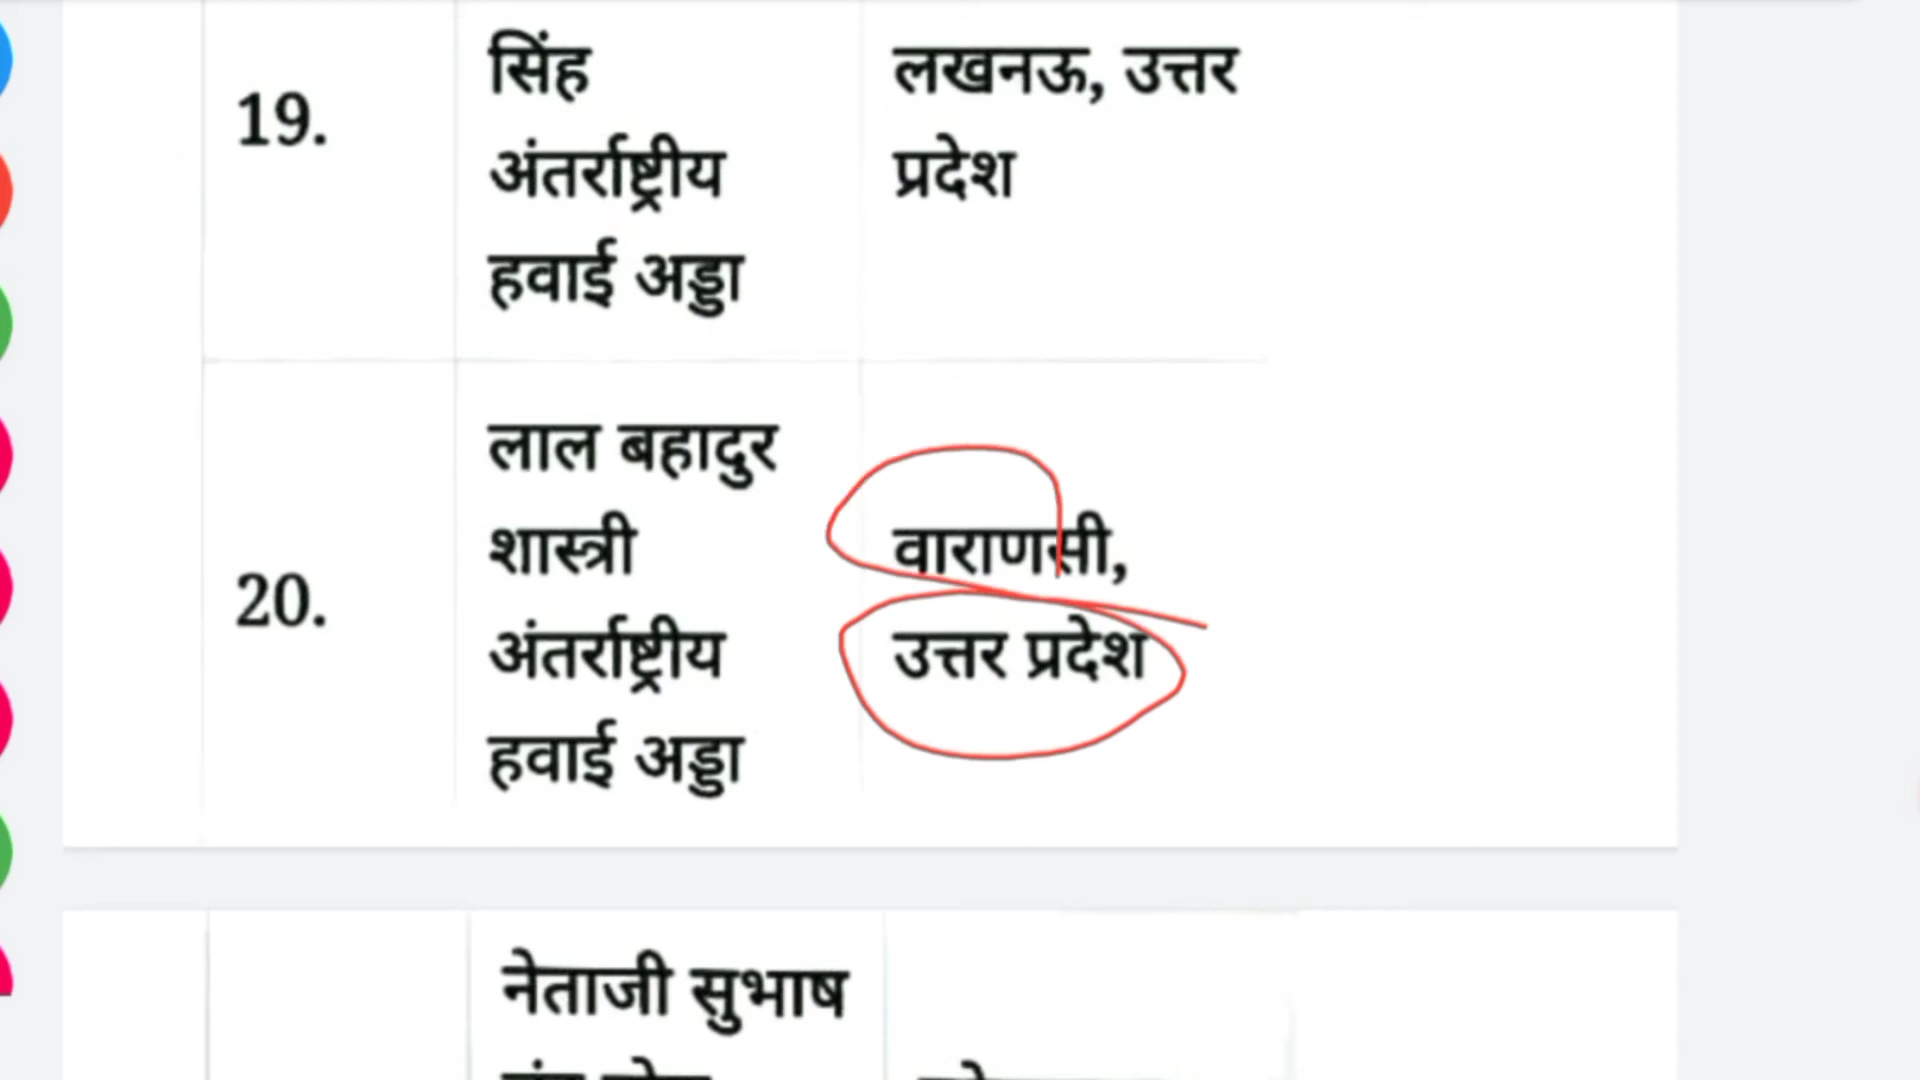 19.
सिंह
अंतर्राष्ट्रीय
हवाई अड्डा
लखनऊ, उत्तर
प्रदेश
20.
लाल बहादुर
शास्त्री
अंतर्राष्ट्रीय
हवाई अड्डा
वाराणसी,
उत्तर प्रदेश
नेताजी सुभाष